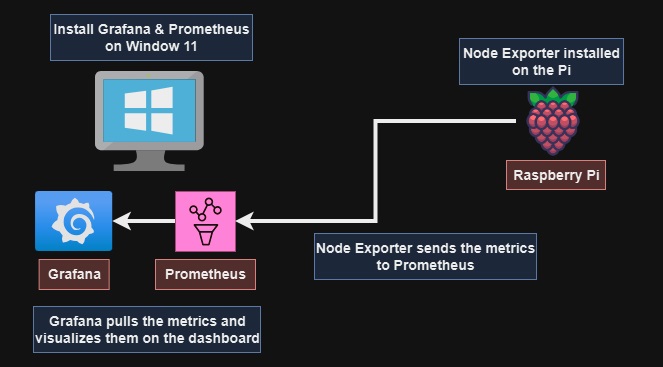 Install Grafana & Prometheus
on Window 11
Node Exporter installed
on the Pi
Raspberry Pi
Node Exporter sends the metrics
to Prometheus
Grafana
Prometheus
Grafana pulls the metrics and
visualizes them on the dashboard